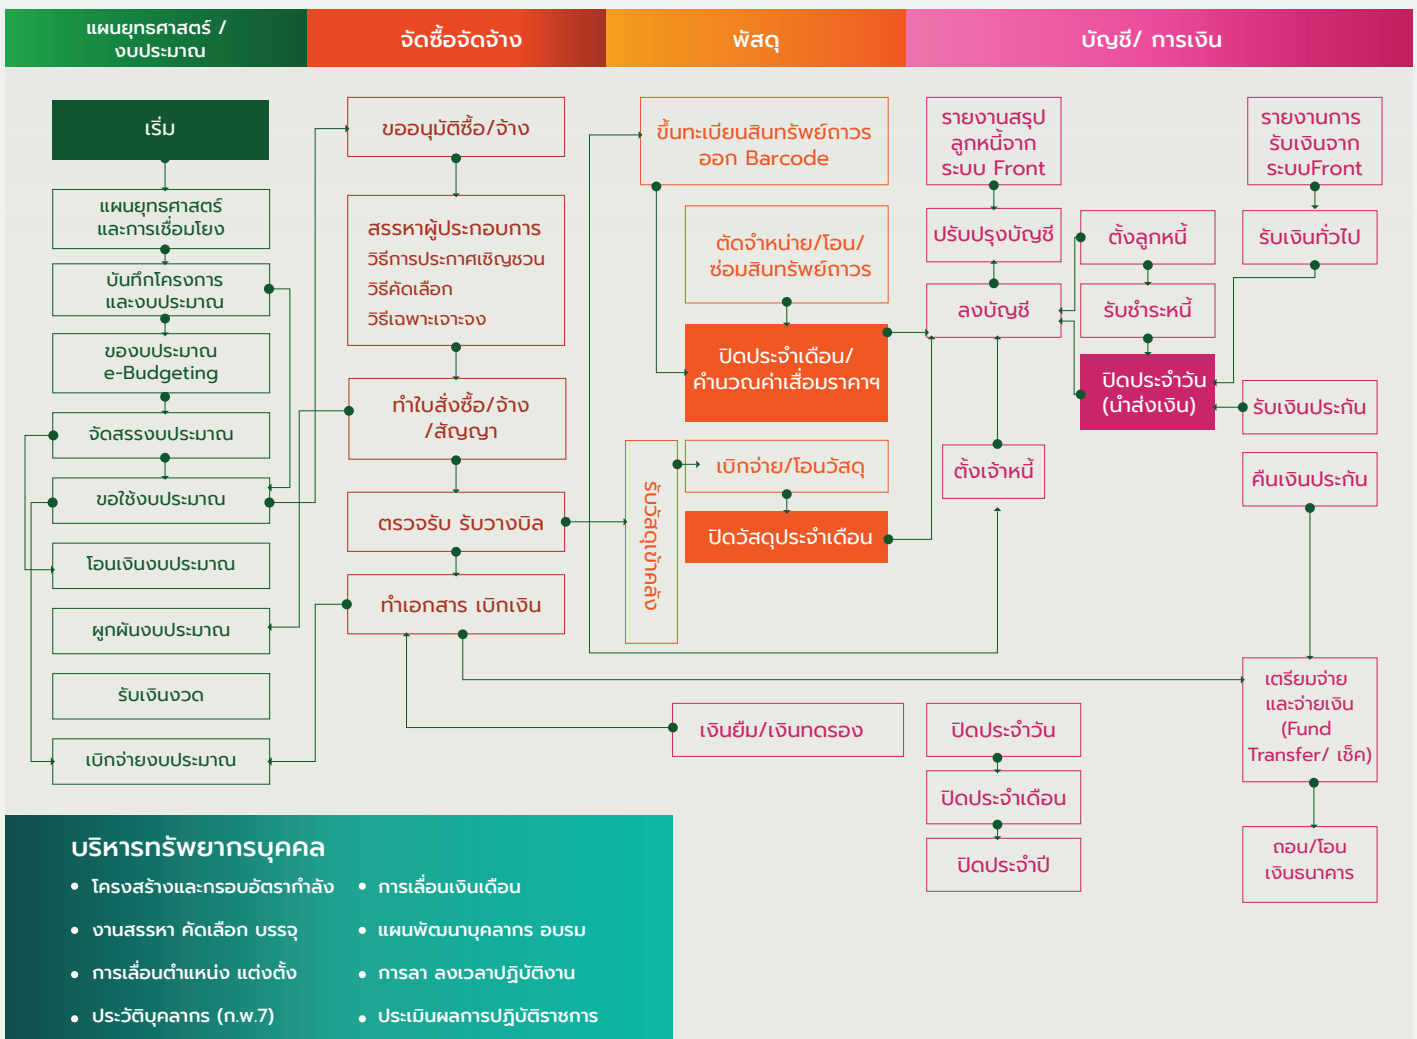 แผนยุทธศาสตร์ /
งบประมาณ
จัดซื้อจัดจ้าง
พัสดุ
บัญชี/ การเงิน
เริ่ม
แผนยุทธศาสตร์
และการเชื่อมโยง
บันทึกโครงการ
และงบประมาณ
ของบประมาณ
e-Budgeting
จัดสรรงบประมาณ
ขอใช้งบประมาณ
โอนเงินงบประมาณ
ผูกผันงบประมาณ
รับเงินงวด
เบิกจ่ายงบประมาณ
ขออนุมัติซื้อ/จ้าง
สรรหาผู้ประกอบการ
วิธีการประกาศเชิญชวน
วิธีคัดเลือก
วิธีเฉพาะเจาะจง
ทำใบสั่งซื้อ/จ้าง
/สัญญา
ตรวจรับ รับวางบิล
ทำเอกสาร เบิกเงิน
ขึ้นทะเบียนสินทรัพย์ถาวร
ออก Barcode
ตัดจำหน่าย/โอน/
ซ่อมสินทรัพย์ถาวร
ปิดประจำเดือน/
คำนวณค่าเสื่อมราคาฯ
รับวัสดุเข้าคลัง
เบิกจ่าย/โอนวัสดุ
ปิดวัสดุประจำเดือน
รายงานสรุป
ลูกหนี้จาก
ระบบ Front
ปรับปรุงบัญชี
ลงบัญชี
ตั้งเจ้าหนี้
ตั้งลูกหนี้
รับชำระหนี้
ปิดประจำวัน
(นำส่งเงิน)
รายงานการ
รับเงินจาก
ระบบFront
รับเงินทั่วไป
รับเงินประกัน
คืนเงินประกัน
เตรียมจ่าย
และจ่ายเงิน
(Fund
Transfer/ เช็ค)
ถอน/โอน
เงินธนาคาร
เงินยืม/เงินทดรอง
ปิดประจำวัน
ปิดประจำเดือน
ปิดประจำปี
บริหารทรัพยากรบุคคล
• โครงสร้างและกรอบอัตรากำลัง
• งานสรรหา คัดเลือก บรรจุ
• การเลื่อนตำแหน่ง แต่งตั้ง
• ประวัติบุคลากร (ก.พ.7)
• การเลื่อนเงินเดือน
• แผนพัฒนาบุคลากร อบรม
• การลา ลงเวลาปฏิบัติงาน
• ประเมินผลการปฏิบัติราชการ